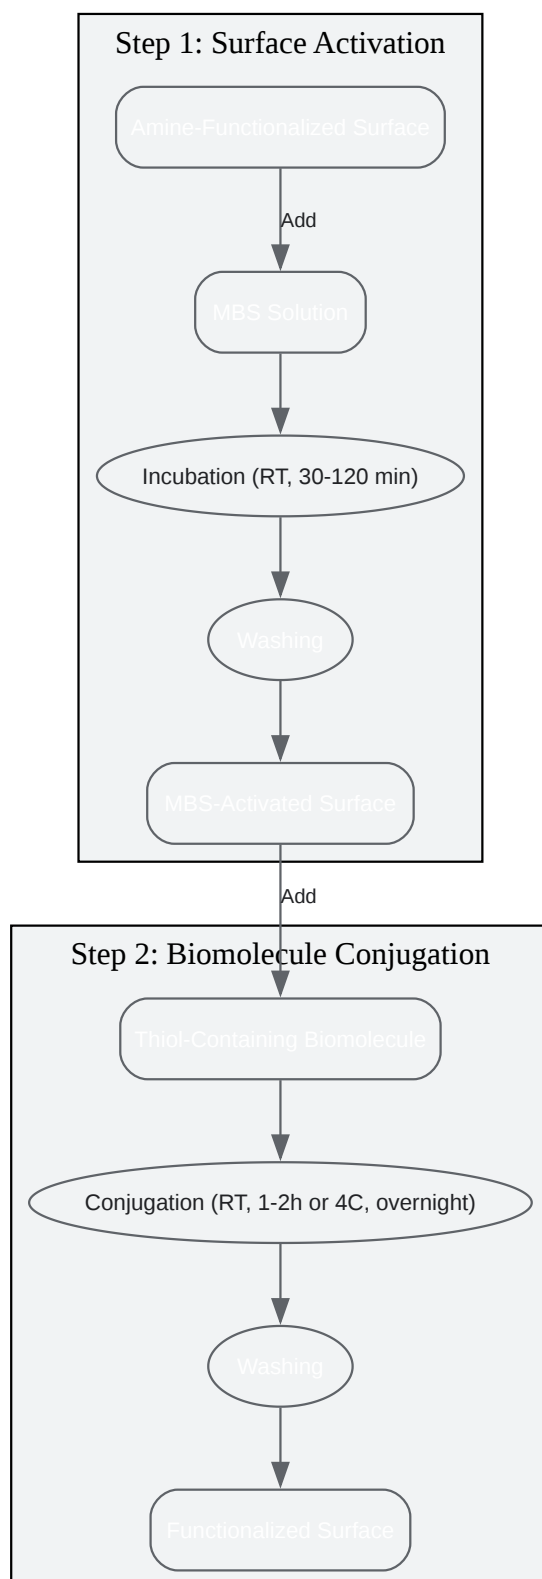 Step 1: Surface Activation
Amine-Functionalized Surface
Add
MBS Solution
Incubation (RT, 30-120 min)
Washing
MBS-Activated Surface
Add
Step 2: Biomolecule Conjugation
Thiol-Containing Biomolecule
Conjugation (RT, 1-2h or 4C, overnight)
Washing
Functionalized Surface